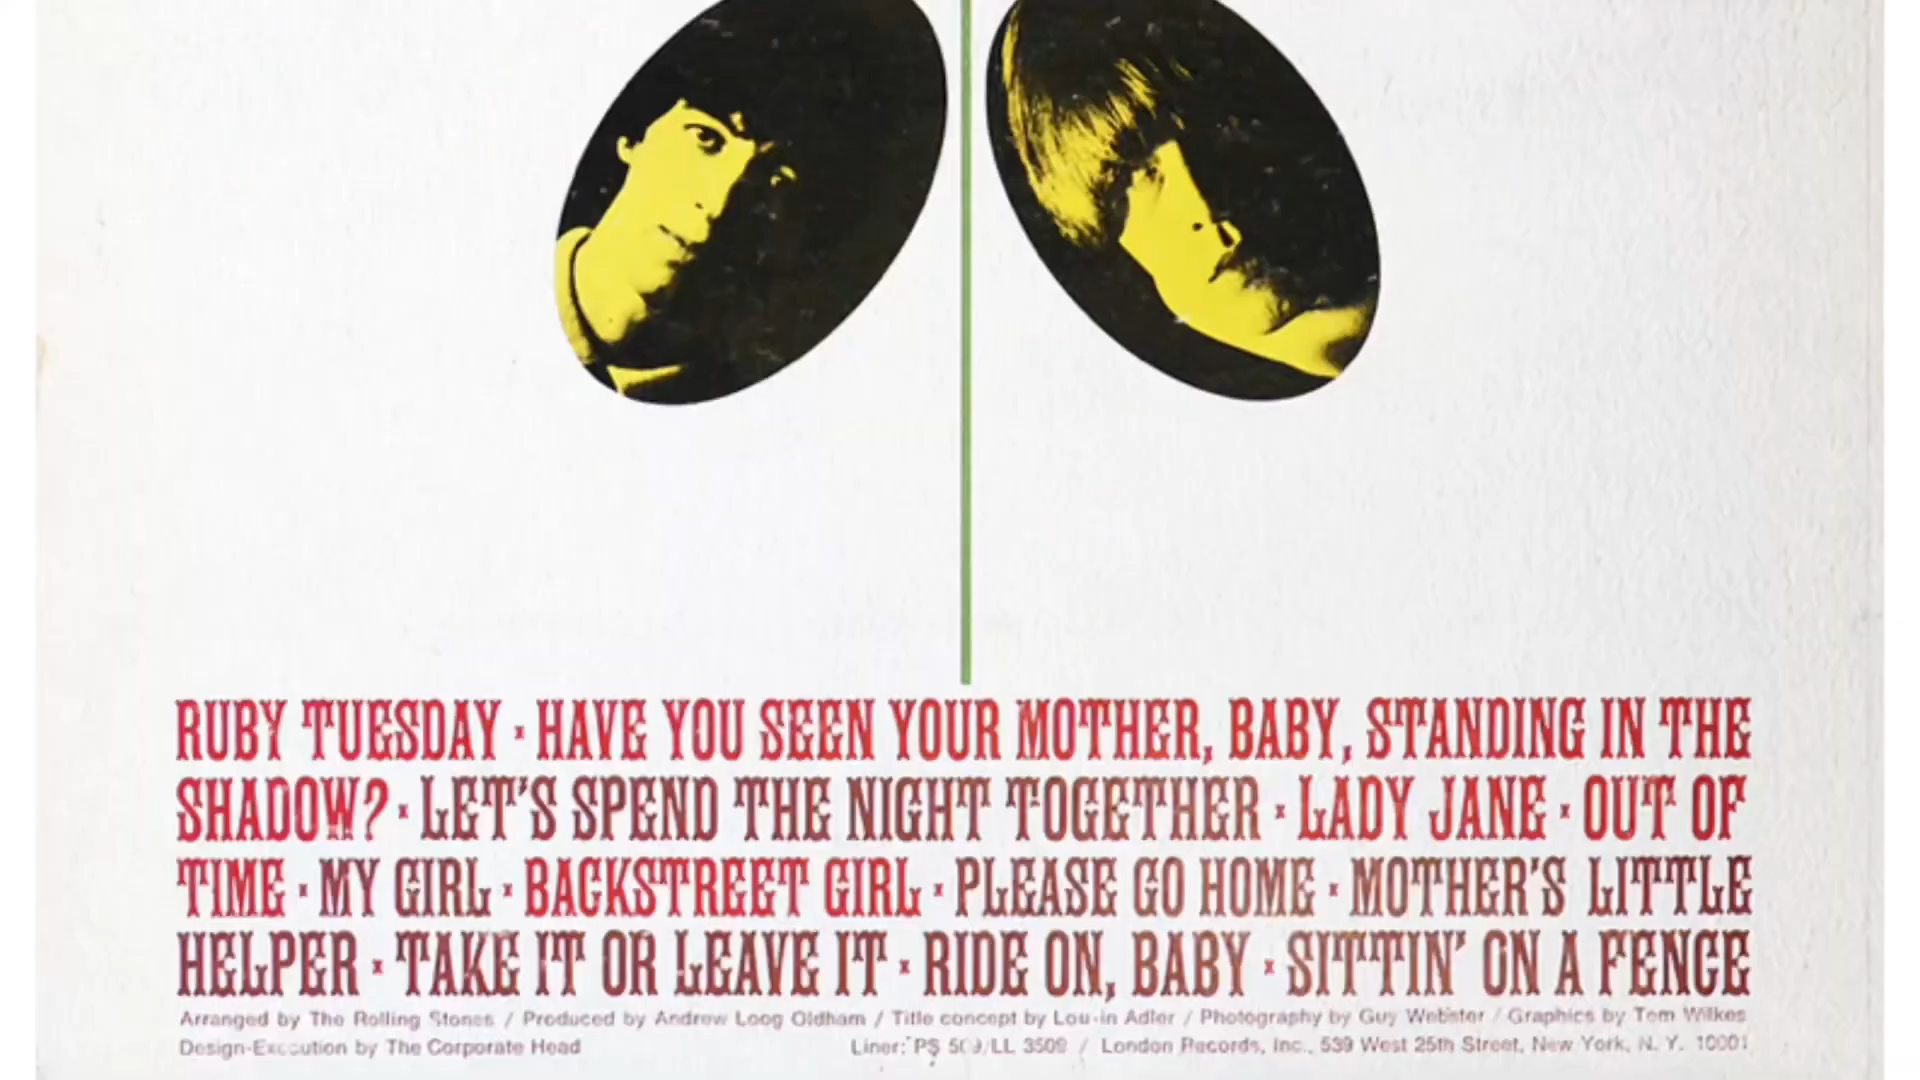 RUBY TUESDAY · HAVE YOU SEEN YOUR MOTHER, BABY, STANDING IN THE
SHADOW? · LET'S SPEND THE NIGHT TOGETHER · LADY JANE · OUT OF
TIME · MY GIRL · BACKSTREET GIRL · PLEASE GO HOME · MOTHER'S LITTLE
HELPER · TAKE IT OR LEAVE IT · RIDE ON, BABY · SITTIN' ON A FENCE
Arranged by The Rolling Stones / Produced by Andrew Loog Oldham / Title concept by Lou-in Adler / Photography by Guy Webster / Graphics by Tom Wilkes
Design-Execution by The Corporate Head Liner: PS /LL 3509 / London Records, Inc., 539 West 25th Street, New York, N. Y. 10001